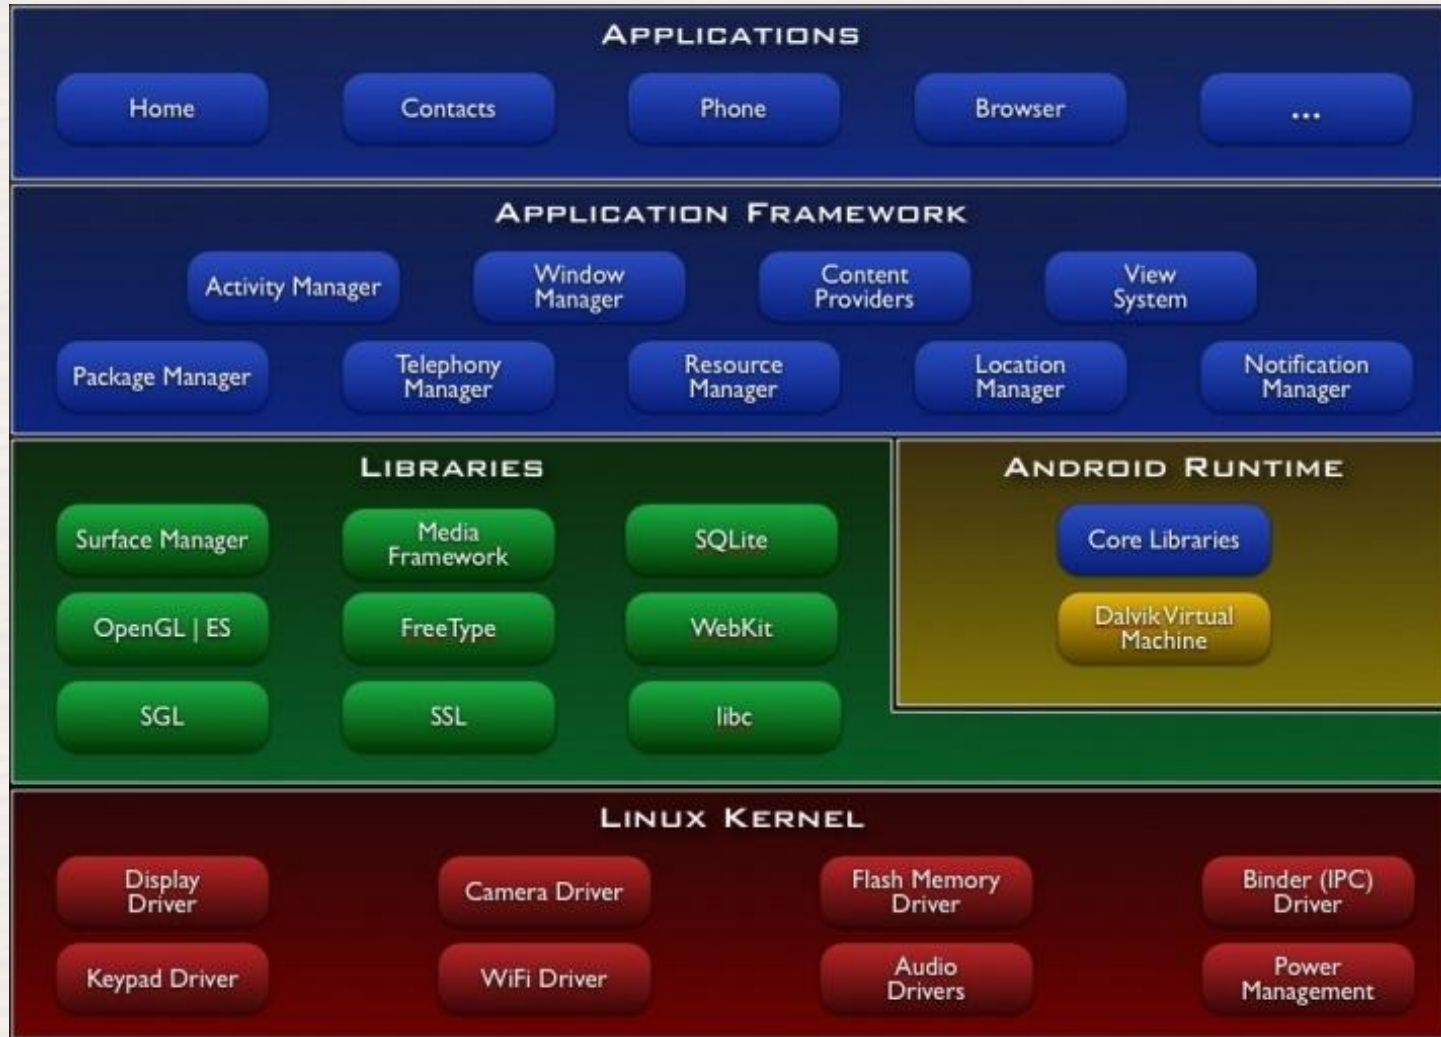 APPLICATIONS
Home
Contacts
Phone
Browser
...
APPLICATION FRAMEWORK
Activity Manager
Window
Manager
Content
Providers
View
System
Package Manager
Telephony
Manager
Resource
Manager
Location
Manager
Notification
Manager
LIBRARIES
Surface Manager
Media
Framework
SQLite
OpenGL | ES
FreeType
WebKit
SGL
SSL
libc
ANDROID RUNTIME
Core Libraries
Dalvik Virtual
Machine
LINUX KERNEL
Display
Driver
Camera Driver
Flash Memory
Driver
Binder (IPC)
Driver
Keypad Driver
WiFi Driver
Audio
Drivers
Power
Management